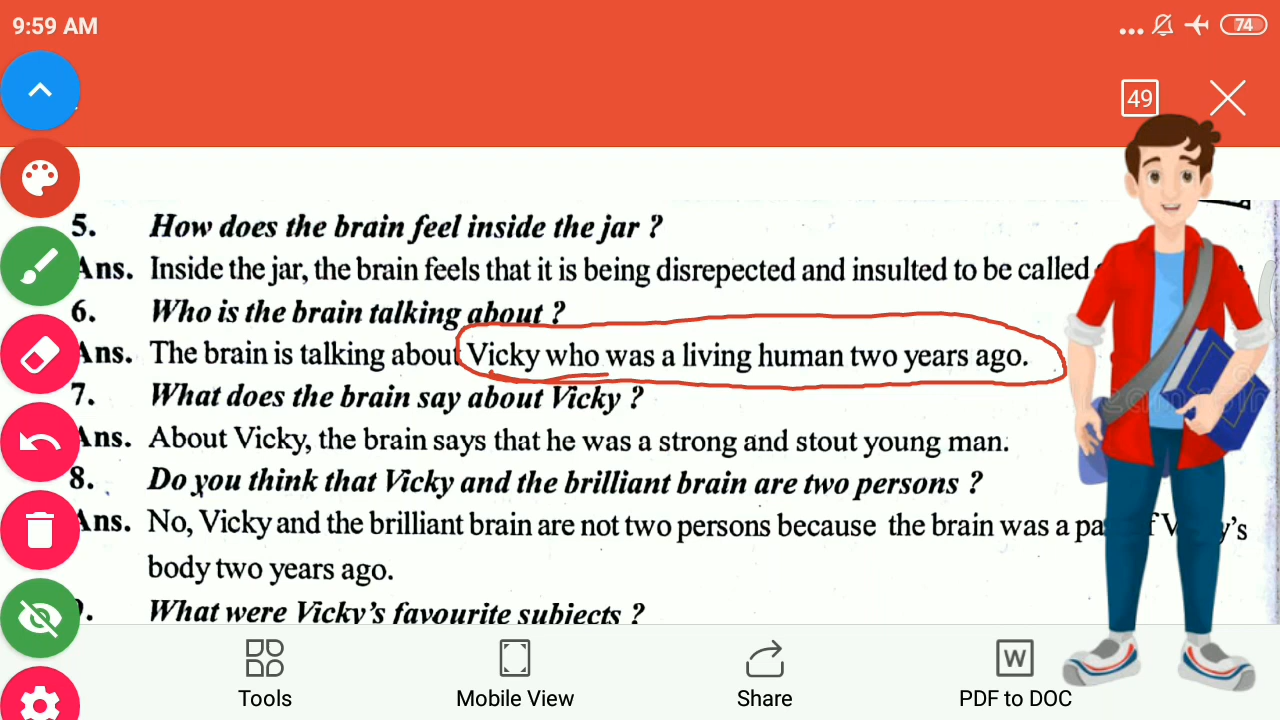 9:59 AM
74
49
5. How does the brain feel inside the jar ?
Ans. Inside the jar, the brain feels that it is being disrepected and insulted to be called
6. Who is the brain talking about ?
Ans. The brain is talking about Vicky who was a living human two years ago.
7. What does the brain say about Vicky ?
Ans. About Vicky, the brain says that he was a strong and stout young man.
8. Do you think that Vicky and the brilliant brain are two persons ?
Ans. No, Vicky and the brilliant brain are not two persons because the brain was a
body two years ago.
What were Vicky's favourite subjects ?
Tools
Mobile View
Share
W
PDF to DOC